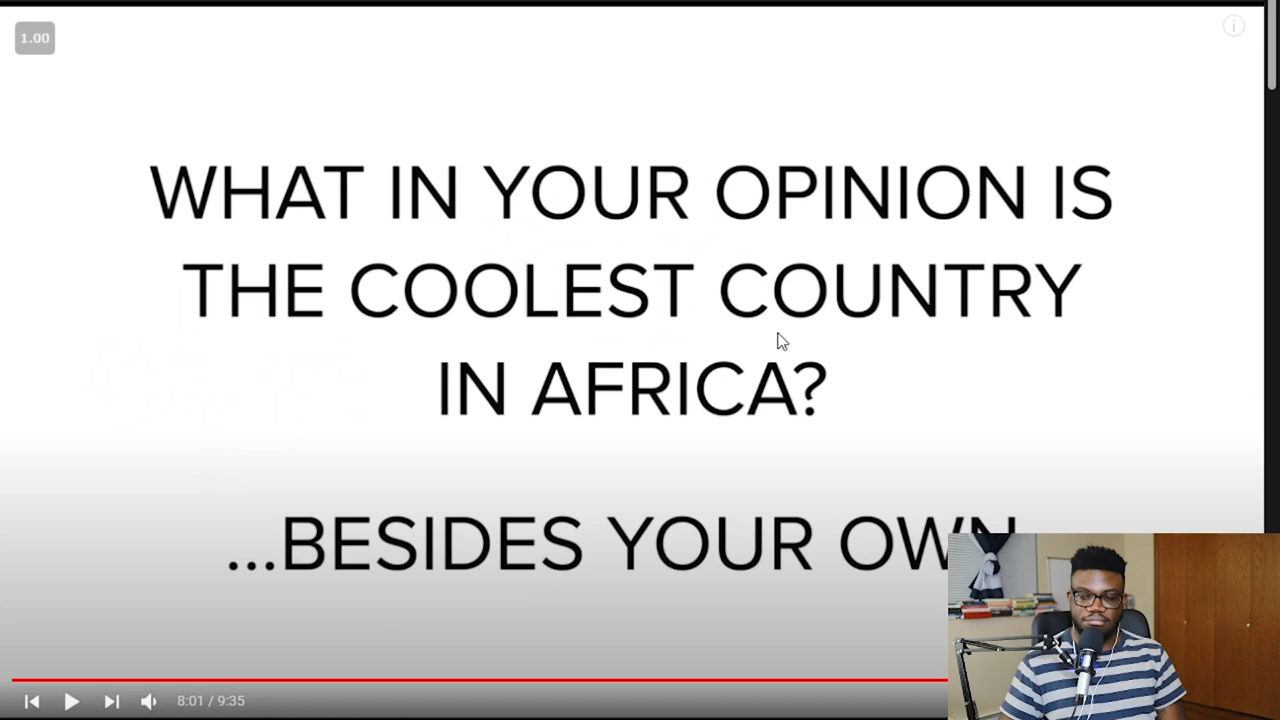 1.00
WHAT IN YOUR OPINION IS
THE COOLEST COUNTRY
IN AFRICA?
...BESIDES YOUR OWN
8:01 / 9:35